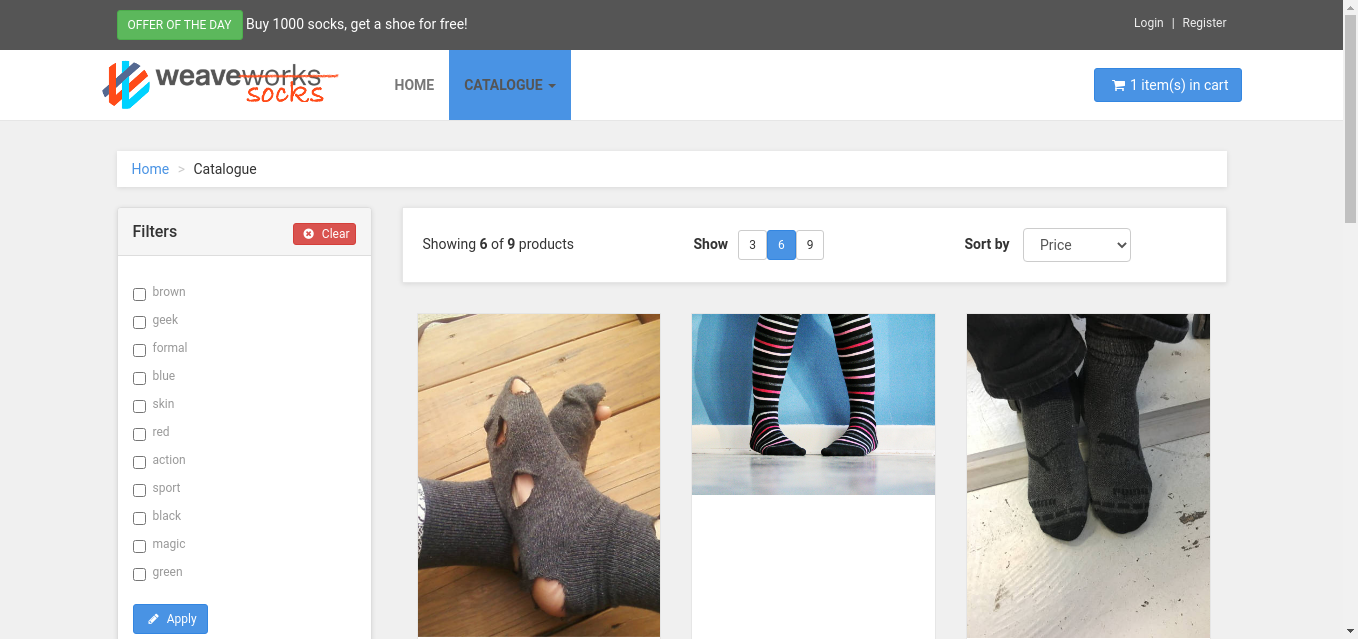 OFFER OF THE DAY Buy 1000 socks, get a shoe for free!
Login | Register
weaveworks socks
HOME
CATALOGUE
1 item(s) in cart
Home > Catalogue
Filters
Clear
Showing 6 of 9 products
Show 3 6 9
Sort by Price
brown
geek
formal
blue
skin
red
action
sport
black
magic
green
Apply
PUMA